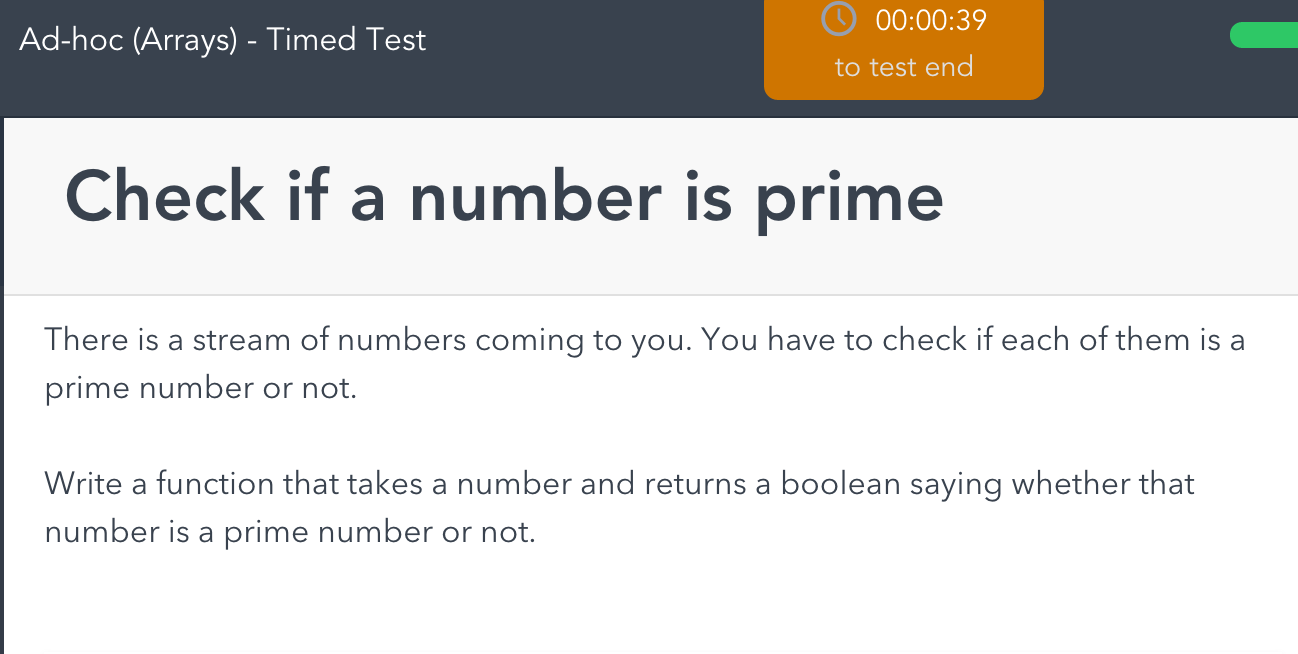 Ad-hoc (Arrays) - Timed Test
00:00:39
to test end
Check if a number is prime
There is a stream of numbers coming to you. You have to check if each of them is a
prime number or not.
Write a function that takes a number and returns a boolean saying whether that
number is a prime number or not.